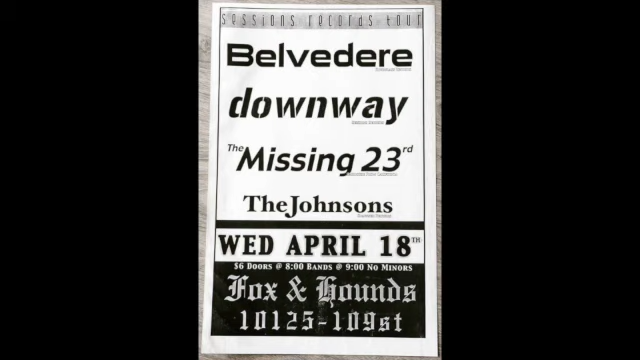 sessions records tour
Belvedere
downway
The Missing 23rd
TheJohnsons
WED APRIL 18TH
$6 DOORS @ 8:00 BANDS @ 9:00 NO MINORS
Fox & Hounds
10125-109st